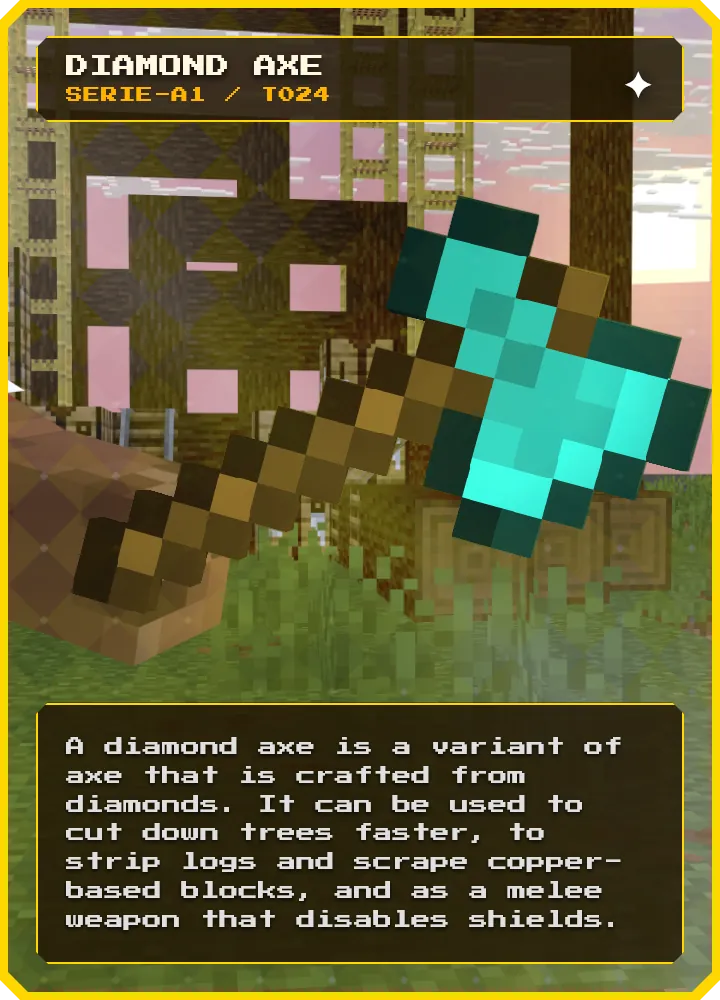 DIAMOND AXE
SERIE-A1 / T024
A diamond axe is a variant of
axe that is crafted from
diamonds. It can be used to
cut down trees faster, to
strip logs and scrape copper-
based blocks, and as a melee
weapon that disables shields.